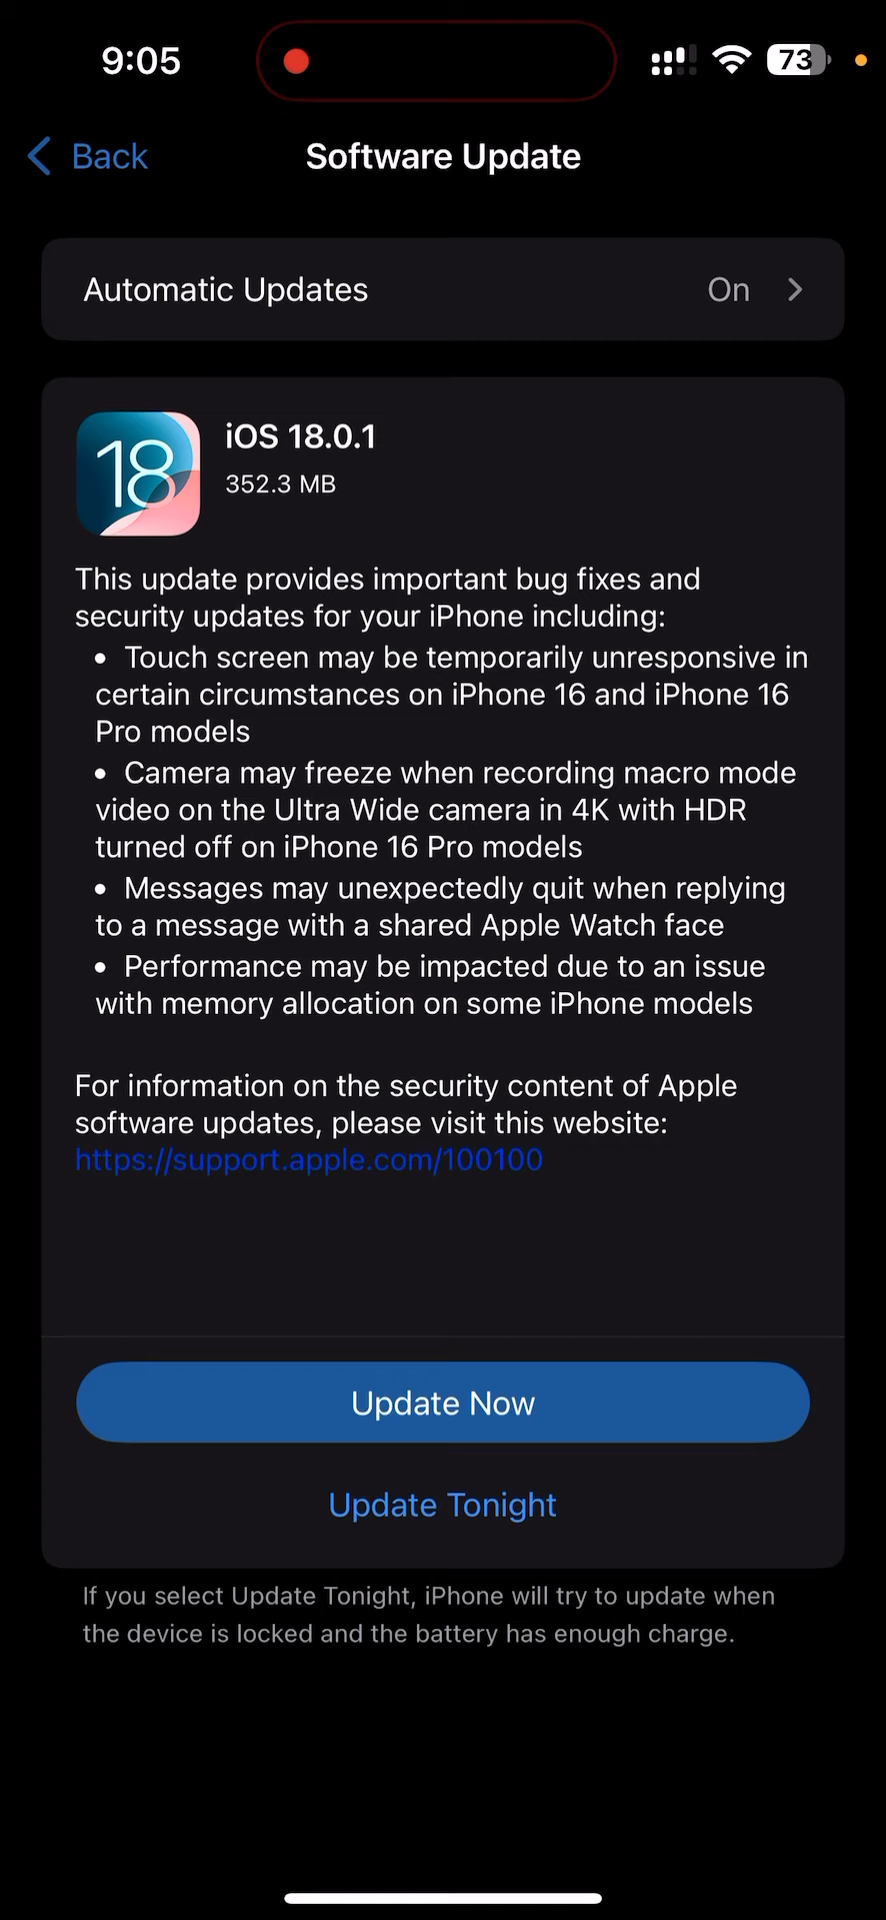 9:05
73
Back
Software Update
Automatic Updates
On
18
iOS 18.0.1
352.3 MB
This update provides important bug fixes and
security updates for your iPhone including:
• Touch screen may be temporarily unresponsive in
certain circumstances on iPhone 16 and iPhone 16
Pro models
• Camera may freeze when recording macro mode
video on the Ultra Wide camera in 4K with HDR
turned off on iPhone 16 Pro models
• Messages may unexpectedly quit when replying
to a message with a shared Apple Watch face
• Performance may be impacted due to an issue
with memory allocation on some iPhone models
For information on the security content of Apple
software updates, please visit this website:
https://support.apple.com/100100
Update Now
Update Tonight
If you select Update Tonight, iPhone will try to update when
the device is locked and the battery has enough charge.